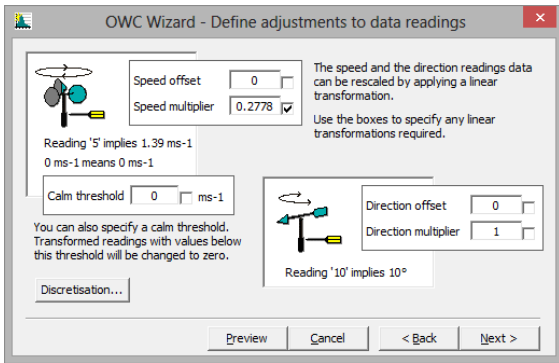 OWC Wizard - Define adjustments to data readings
Speed offset 0
Speed multiplier 0.2778
Reading '5' implies 1.39 ms-1
0 ms-1 means 0 ms-1
The speed and the direction readings data
can be rescaled by applying a linear
transformation.
Use the boxes to specify any linear
transformations required.
Calm threshold 0 ms-1
You can also specify a calm threshold.
Transformed readings with values below
this threshold will be changed to zero.
Direction offset 0
Direction multiplier 1
Reading '10' implies 10°
Discretisation...
Preview Cancel < Back Next >